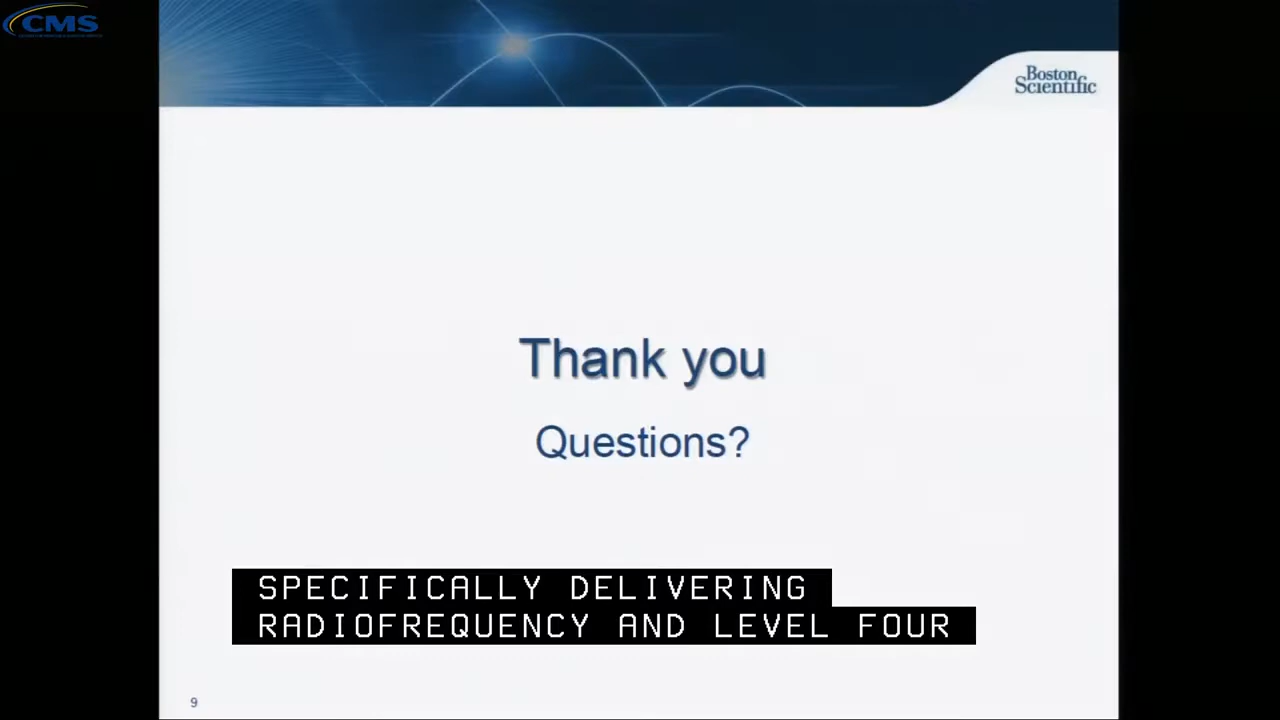 CMS
Boston
Scientific
Thank you
Questions?
SPECIFICALLY DELIVERING
RADIOFREQUENCY AND LEVEL FOUR
9